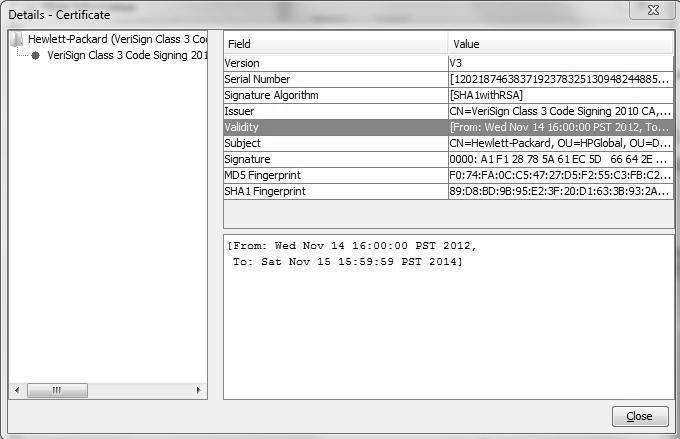 Details - Certificate
Hewlett-Packard (VeriSign Class 3 Co
VeriSign Class 3 Code Signing 201
Field Value
Version V3
Serial Number [120218746383719237832513094824 4885...
Signature Algorithm [SHA1withRSA]
Issuer CN=VeriSign Class 3 Code Signing 2010 CA,...
Validity [From: Wed Nov 14 16:00:00 PST 2012, To...
Subject CN=Hewlett-Packard, OU=HPGlobal, OU=D...
Signature 0000: A1 F1 28 78 5A 61 EC 5D 66 64 2E ...
MD5 Fingerprint F0:74:FA:0C:C5:47:27:D5:F2:55:C3:FB:C2...
SHA1 Fingerprint 89:D8:BD:9B:95:E2:3F:20:D1:63:3B:93:2A...
[From: Wed Nov 14 16:00:00 PST 2012,
To: Sat Nov 15 15:59:59 PST 2014]
Close